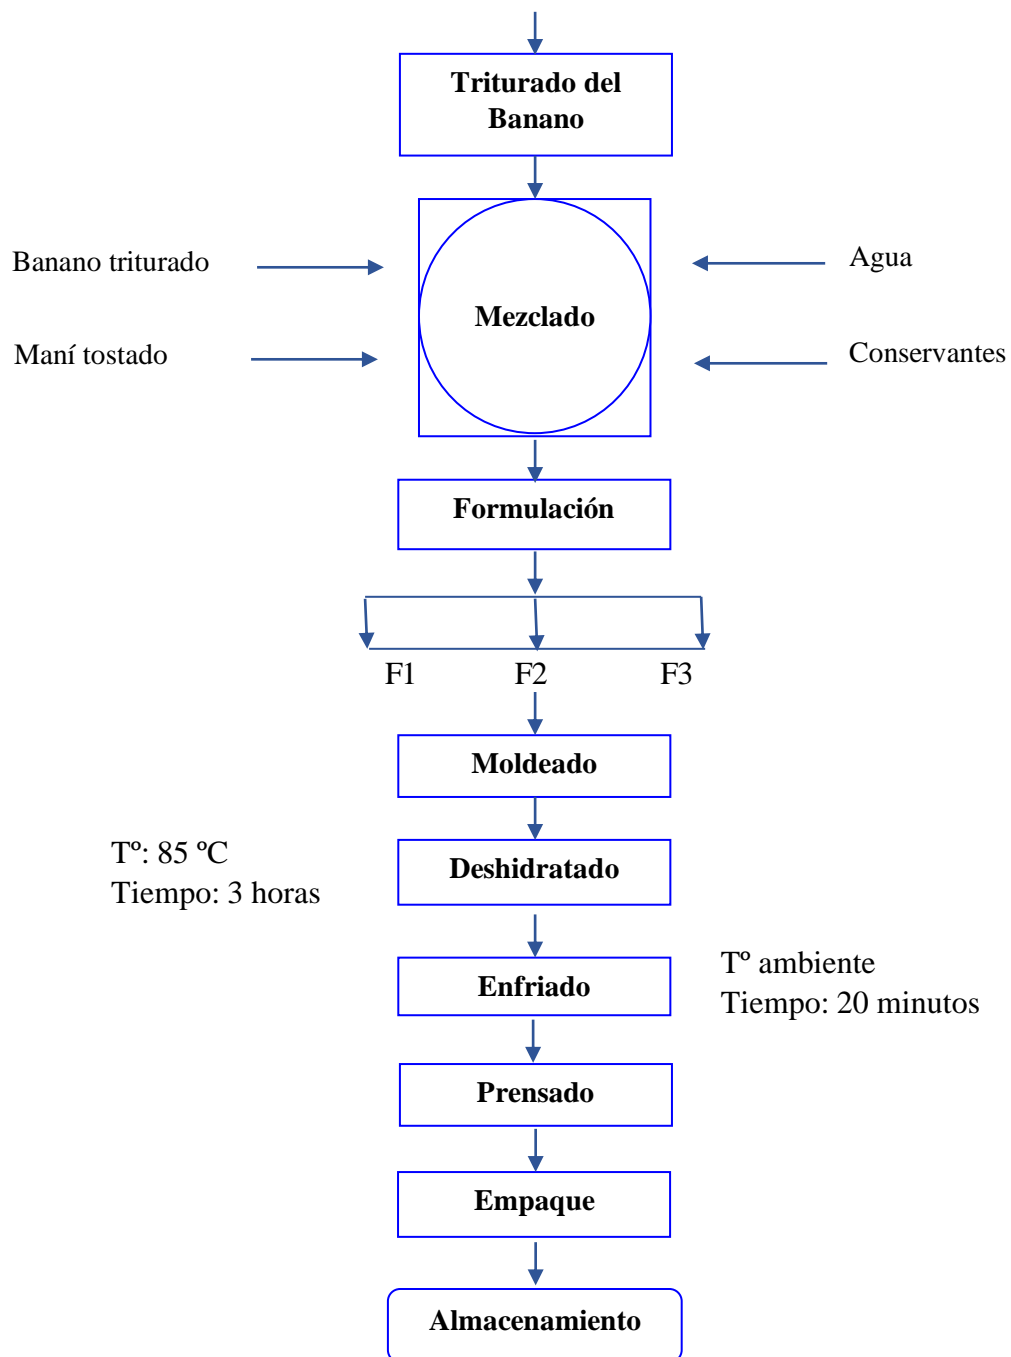 Triturado del
Banano
Banano triturado
Agua
Mezclado
Maní tostado
Conservantes
Formulación
F1 F2 F3
Moldeado
Tº: 85 ºC
Tiempo: 3 horas
Deshidratado
Enfriado
Tº ambiente
Tiempo: 20 minutos
Prensado
Empaque
Almacenamiento